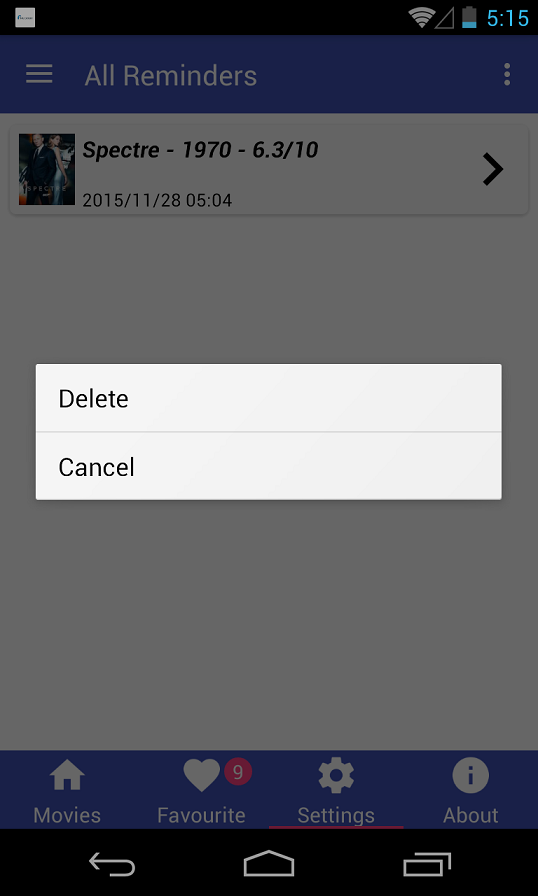 5:15
All Reminders
Spectre - 1970 - 6.3/10
SPECTRE
2015/11/28 05:04
Delete
Cancel
9
Movies Favourite Settings About